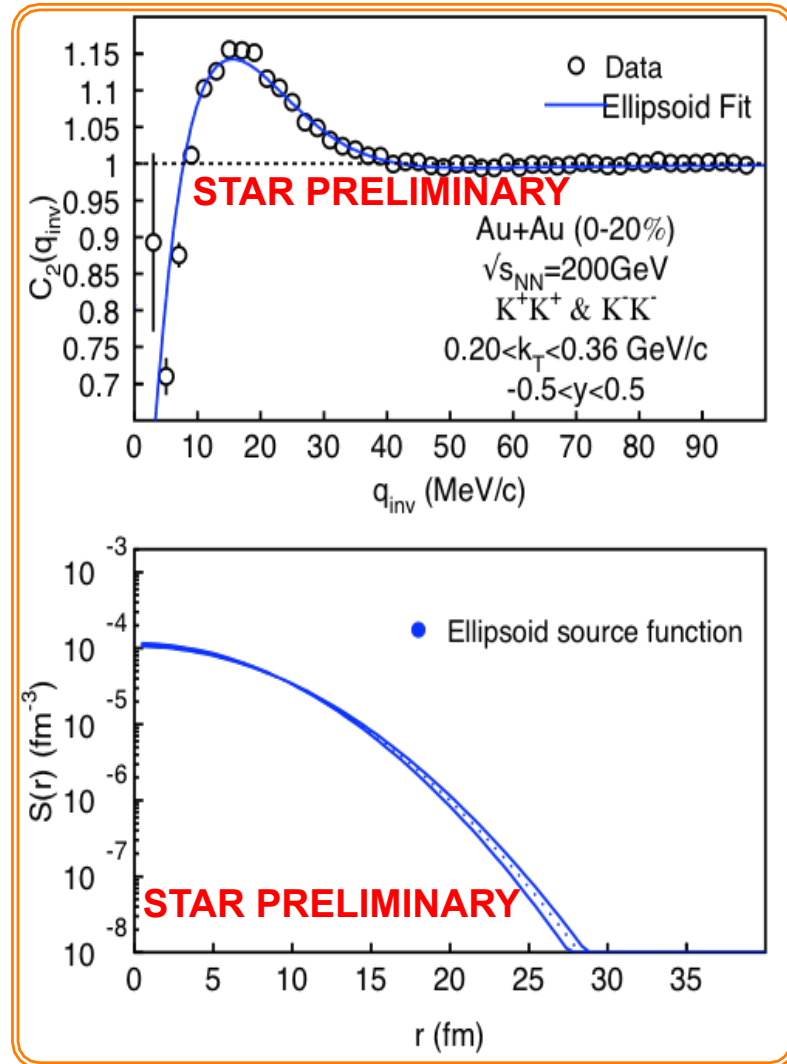 1.15
1.1
1.05
1
0.95
0.9
0.85
0.8
0.75
0.7
C₂(q_inv)
Data
Ellipsoid Fit
STAR PRELIMINARY
Au+Au (0-20%)
√s_NN=200GeV
K⁺K⁺ & K⁻K⁻
0.20<k_T<0.36 GeV/c
-0.5<y<0.5
0 10 20 30 40 50 60 70 80 90
q_inv (MeV/c)
10⁻³
10⁻⁴
10⁻⁵
10⁻⁶
10⁻⁷
10⁻⁸
S(r) (fm⁻³)
Ellipsoid source function
STAR PRELIMINARY
0 5 10 15 20 25 30 35
r (fm)